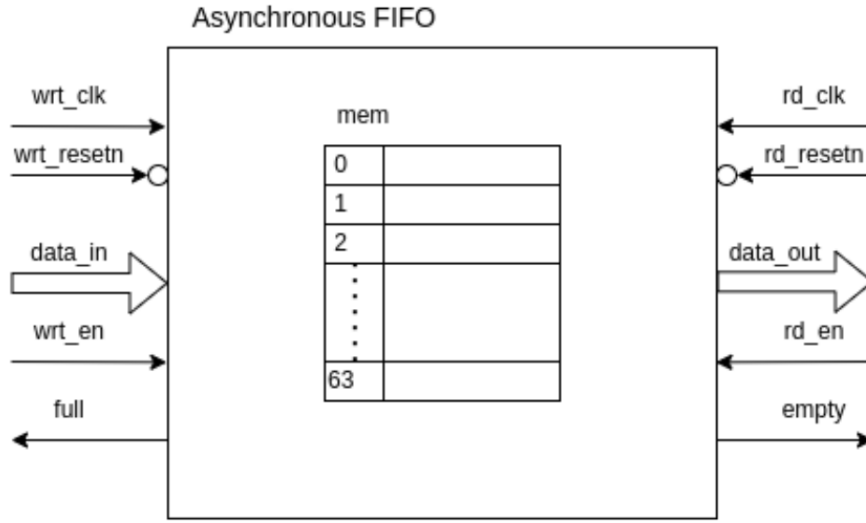 Asynchronous FIFO
wrt_clk
rd_clk
mem
wrt_resetn
rd_resetn
0
1
2
data_in
data_out
wrt_en
rd_en
63
full
empty